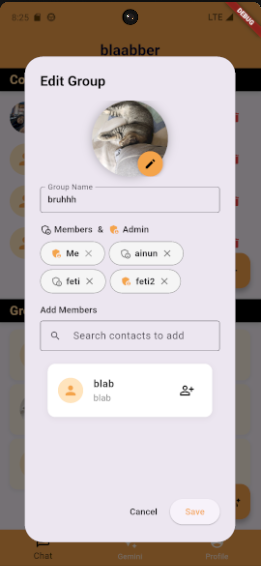 8:25
LTE
DEBUG
blaabber
Co
Edit Group
Group Name
bruhhh
Members & Admin
Me
ainun
feti
feti2
Add Members
Gr
Search contacts to add
blab
blab
Cancel
Save
Chat
Gemini
Profile